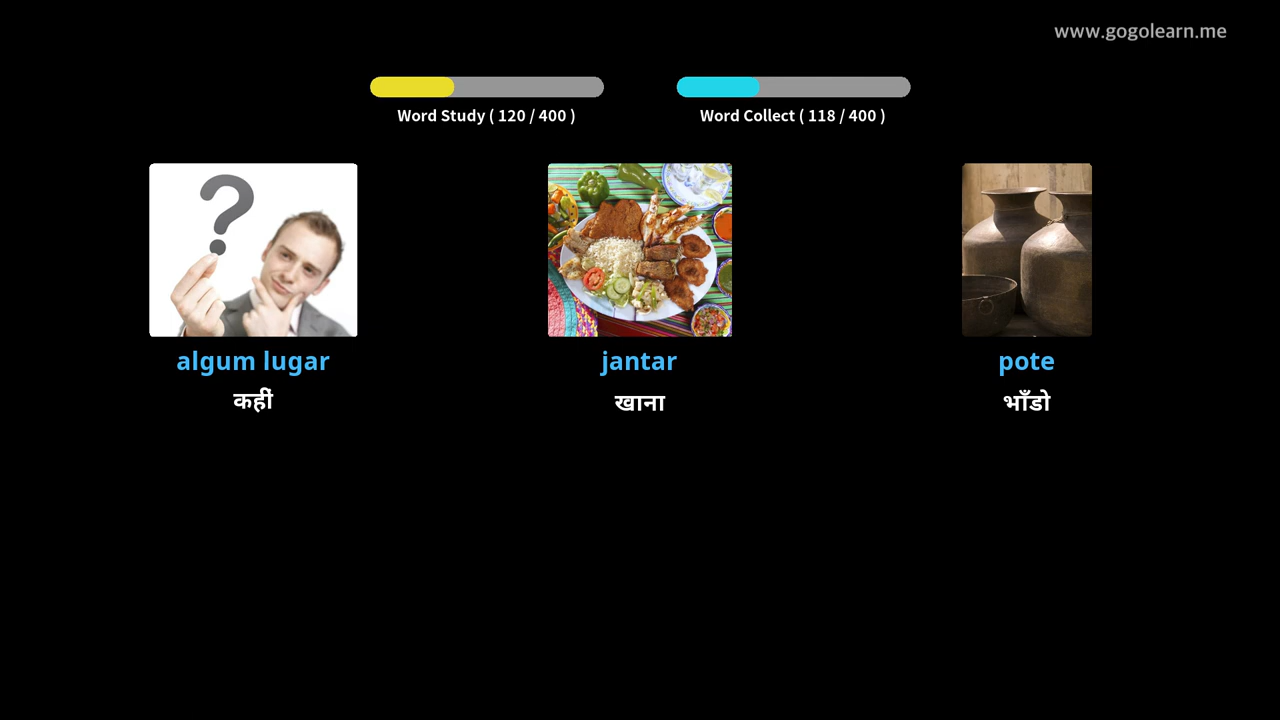 www.gogolearn.me
Word Study ( 120 / 400 )
Word Collect ( 118 / 400 )
algum lugar
jantar
pote
कहीं
खाना
भाँडो